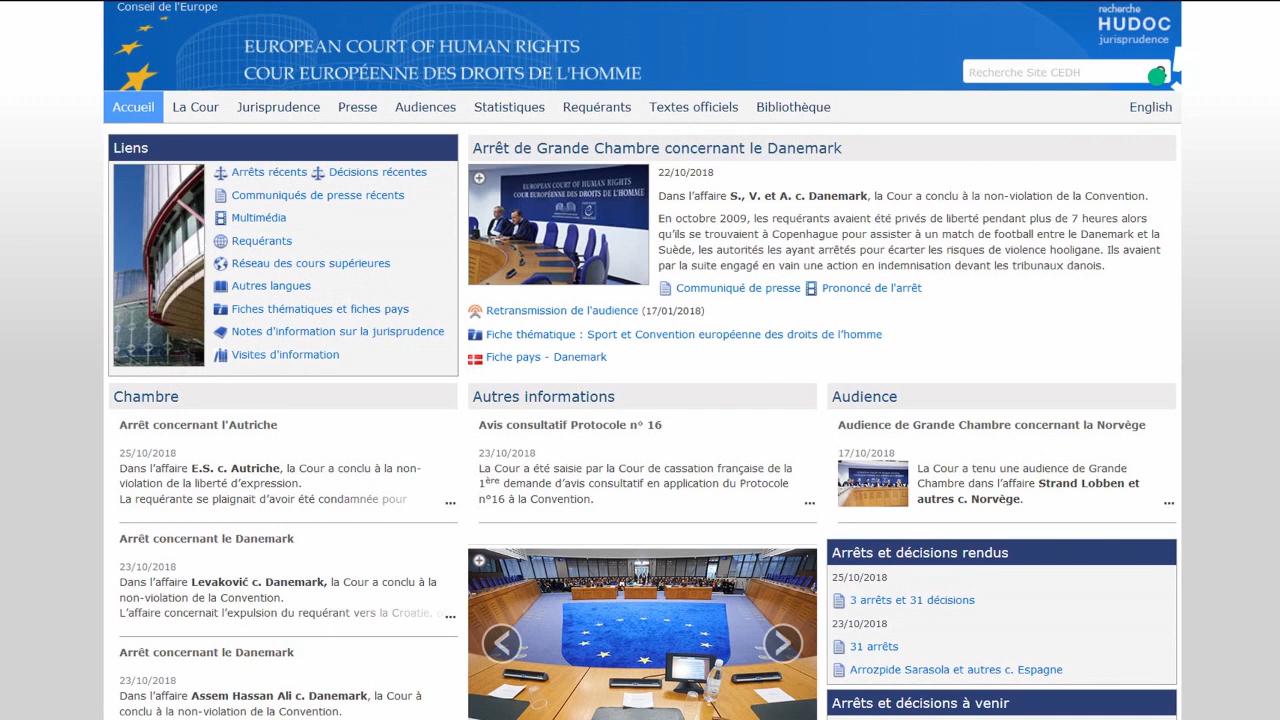 Conseil de l'Europe
EUROPEAN COURT OF HUMAN RIGHTS
COUR EUROPÉENNE DES DROITS DE L'HOMME
recherche
HUDOC
jurisprudence
Recherche Site CEDH
Accueil La Cour Jurisprudence Presse Audiences Statistiques Requérants Textes officiels Bibliothèque English
Liens
Arrêts récents Décisions récentes
Communiqués de presse récents
Multimédia
Requérants
Réseau des cours supérieures
Autres langues
Fiches thématiques et fiches pays
Notes d'information sur la jurisprudence
Visites d'information
Arrêt de Grande Chambre concernant le Danemark
EUROPEAN COURT OF HUMAN RIGHTS
COUR EUROPÉENNE DES DROITS DE L'HOMME
22/10/2018
Dans l’affaire S., V. et A. c. Danemark, la Cour a conclu à la non-violation de la Convention.
En octobre 2009, les requérants avaient été privés de liberté pendant plus de 7 heures alors
qu’ils se trouvaient à Copenhague pour assister à un match de football entre le Danemark et la
Suède, les autorités les ayant arrêtés pour écarter les risques de violence hooligane. Ils avaient
par la suite engagé en vain une action en indemnisation devant les tribunaux danois.
Communiqué de presse Prononcé de l'arrêt
Retransmission de l'audience (17/01/2018)
Fiche thématique : Sport et Convention européenne des droits de l’homme
Fiche pays - Danemark
Chambre
Arrêt concernant l'Autriche
25/10/2018
Dans l’affaire E.S. c. Autriche, la Cour a conclu à la non-
violation de la liberté d’expression.
La requérante se plaignait d’avoir été condamnée pour ...
Arrêt concernant le Danemark
23/10/2018
Dans l’affaire Levaković c. Danemark, la Cour a conclu à la
non-violation de la Convention.
L’affaire concernait l’expulsion du requérant vers la Croatie, ...
Arrêt concernant le Danemark
23/10/2018
Dans l’affaire Assem Hassan Ali c. Danemark, la Cour à
conclu à la non-violation de la Convention.
Autres informations
Avis consultatif Protocole n° 16
23/10/2018
La Cour a été saisie par la Cour de cassation française de la
1ère demande d’avis consultatif en application du Protocole
n°16 à la Convention. ...
Audience
Audience de Grande Chambre concernant la Norvège
17/10/2018
La Cour a tenu une audience de Grande
Chambre dans l’affaire Strand Lobben et
autres c. Norvège. ...
Arrêts et décisions rendus
25/10/2018
3 arrêts et 31 décisions
23/10/2018
31 arrêts
Arrozpide Sarasola et autres c. Espagne
Arrêts et décisions à venir